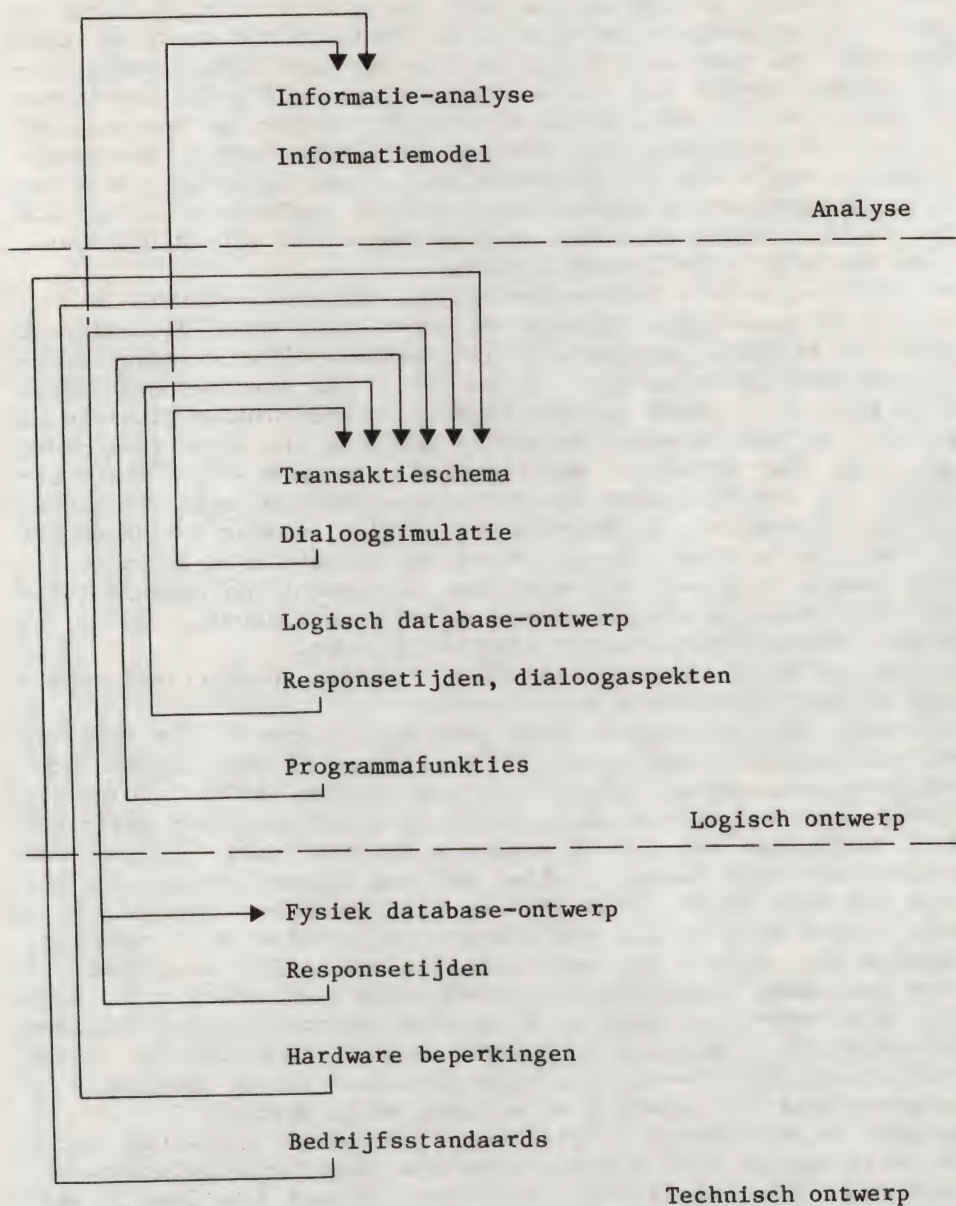 Informatie-analyse
Informatiemodel
Analyse
Transaktieschema
Dialoogsimulatie
Logisch database-ontwerp
Responsetijden, dialoogaspekten
Programmafunkties
Logisch ontwerp
Fysiek database-ontwerp
Responsetijden
Hardware beperkingen
Bedrijfsstandaards
Technisch ontwerp